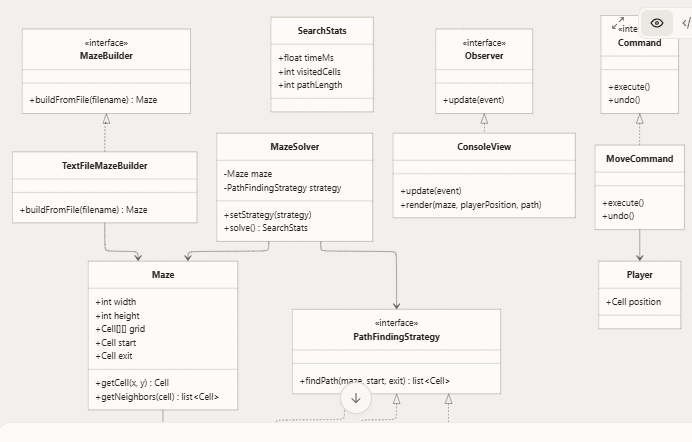 «interface»
MazeBuilder
+buildFromFile(filename) : Maze
SearchStats
+float timeMs
+int visitedCells
+int pathLength
«interface»
Observer
+update(event)
Command
+execute()
+undo()
TextFileMazeBuilder
+buildFromFile(filename) : Maze
MazeSolver
-Maze maze
-PathFindingStrategy strategy
+setStrategy(strategy)
+solve() : SearchStats
ConsoleView
+update(event)
+render(maze, playerPosition, path)
MoveCommand
+execute()
+undo()
Maze
+int width
+int height
+Cell[][] grid
+Cell start
+Cell exit
+getCell(x, y) : Cell
+getNeighbors(cell) : list<Cell>
«interface»
PathFindingStrategy
+findPath(maze, start, exit) : list<Cell>
Player
+Cell position